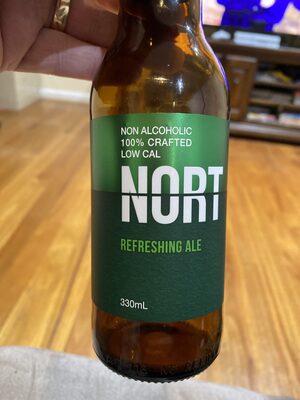 NON ALCOHOLIC
100% CRAFTED
LOW CAL
NORT
REFRESHING ALE
330mL